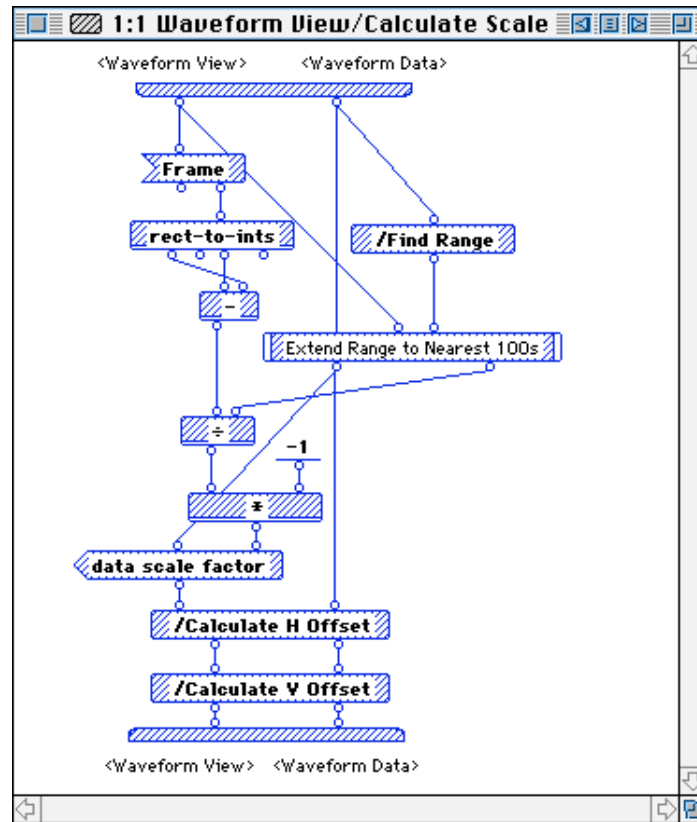 1:1 Waveform View/Calculate Scale
<Waveform View> <Waveform Data>
Frame
rect-to-ints
/Find Range
-
Extend Range to Nearest 100s
÷
-1
*
data scale factor
/Calculate H Offset
/Calculate V Offset
<Waveform View> <Waveform Data>